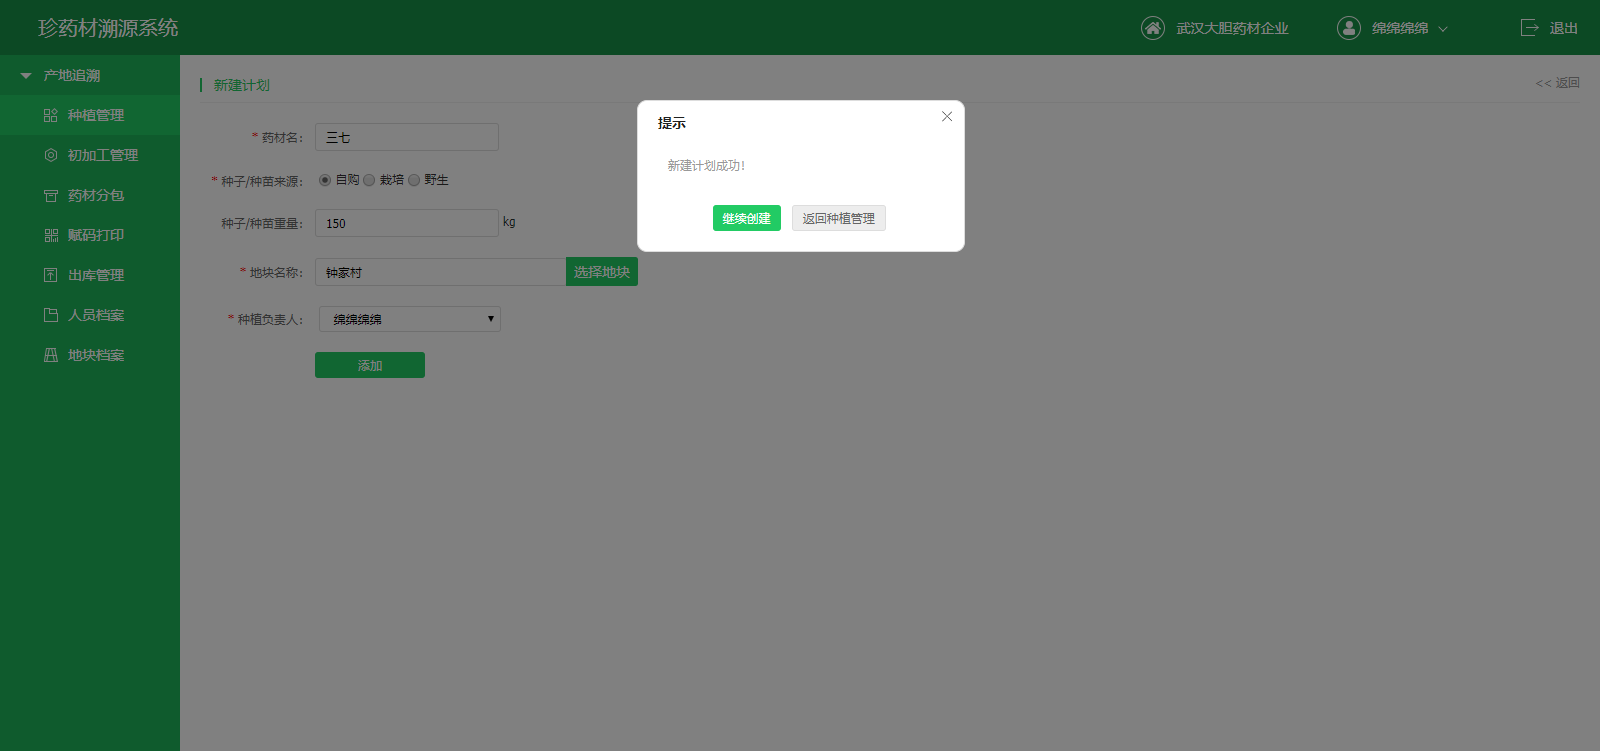 珍药材溯源系统
武汉大胆药材企业
绵绵绵绵
退出
产地追溯
种植管理
初加工管理
药材分包
赋码打印
出库管理
人员档案
地块档案
新建计划
<< 返回
* 药材名： 三七
* 种子/种苗来源： 自购 栽培 野生
种子/种苗重量： 150 kg
* 地块名称： 钟家村 选择地块
* 种植负责人： 绵绵绵绵
添加
提示
新建计划成功!
继续创建 返回种植管理